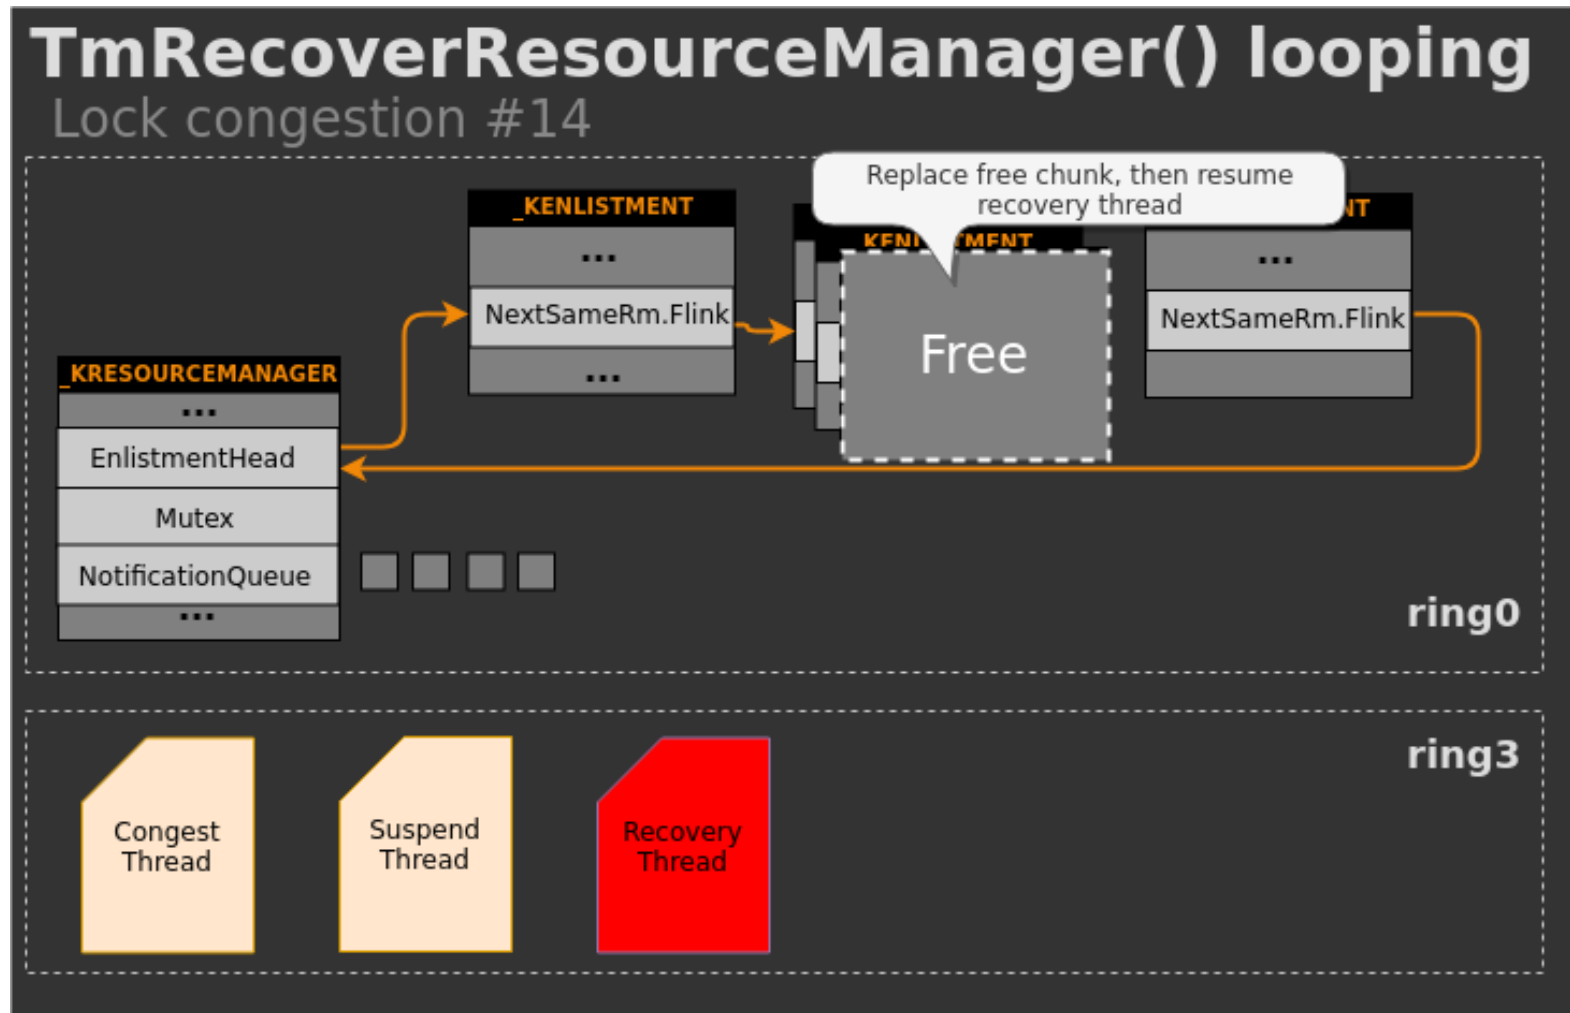 TmRecoverResourceManager() looping
Lock congestion #14
Replace free chunk, then resume
recovery thread
_KENLISTMENT
...
NextSameRm.Flink
...
Free
NT
...
NextSameRm.Flink
_KRESOURCEMANAGER
...
EnlistmentHead
Mutex
NotificationQueue
...
ring0
ring3
Congest
Thread
Suspend
Thread
Recovery
Thread